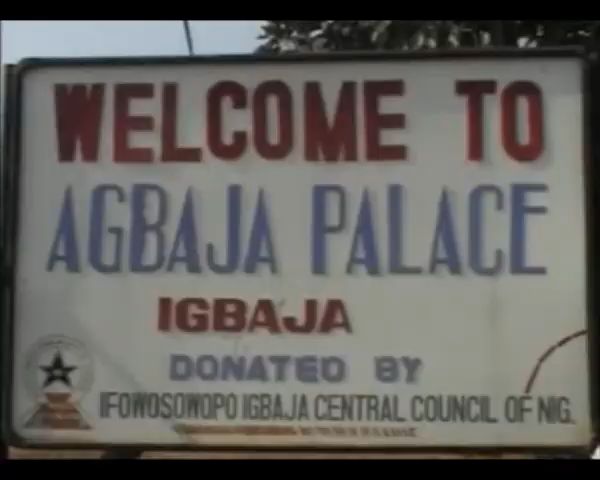 WELCOME TO
AGBAJA PALACE
IGBAJA
DONATED BY
IFOWOSOWOPO IGBAJA CENTRAL COUNCIL OF NIG.